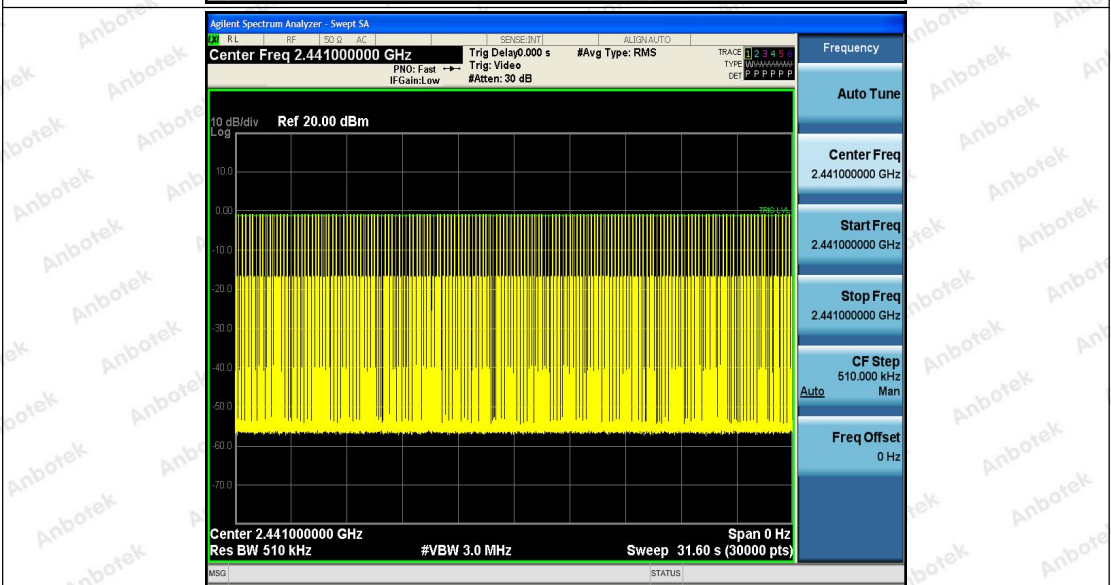 Agilent Spectrum Analyzer - Swept SA
RL RF 50 Ω AC SENSE:INT ALIGN AUTO
Center Freq 2.441000000 GHz
PNO: Fast
IFGain:Low
Trig Delay0.000 s
Trig: Video
#Atten: 30 dB
#Avg Type: RMS
TRACE 1 2 3 4 5 6
TYPE
DET P P P P P P
10 dB/div Ref 20.00 dBm
Log
10.0
0.00
TRIG LVL
-10.0
-20.0
-30.0
-40.0
-50.0
-60.0
-70.0
Center 2.441000000 GHz Span 0 Hz
Res BW 510 kHz #VBW 3.0 MHz Sweep 31.60 s (30000 pts)
MSG STATUS
Frequency
Auto Tune
Center Freq
2.441000000 GHz
Start Freq
2.441000000 GHz
Stop Freq
2.441000000 GHz
CF Step
510.000 kHz
Auto Man
Freq Offset
0 Hz
Anbotek